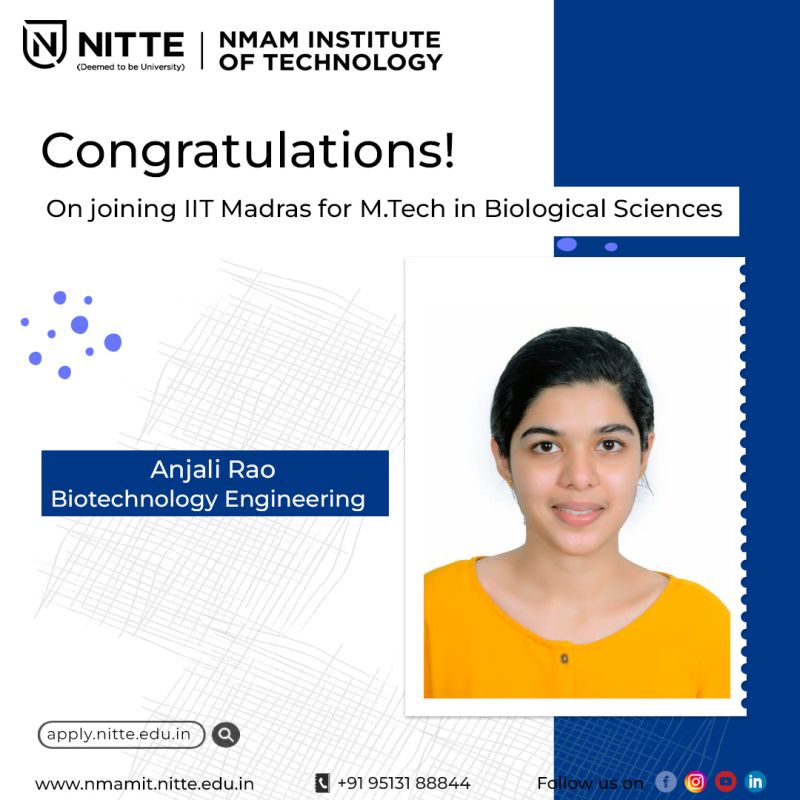 NITTE
(Deemed to be University)
NMAM INSTITUTE
OF TECHNOLOGY
Congratulations!
On joining IIT Madras for M.Tech in Biological Sciences
Anjali Rao
Biotechnology Engineering
apply.nitte.edu.in
www.nmamit.nitte.edu.in
+91 95131 88844
Follow us on